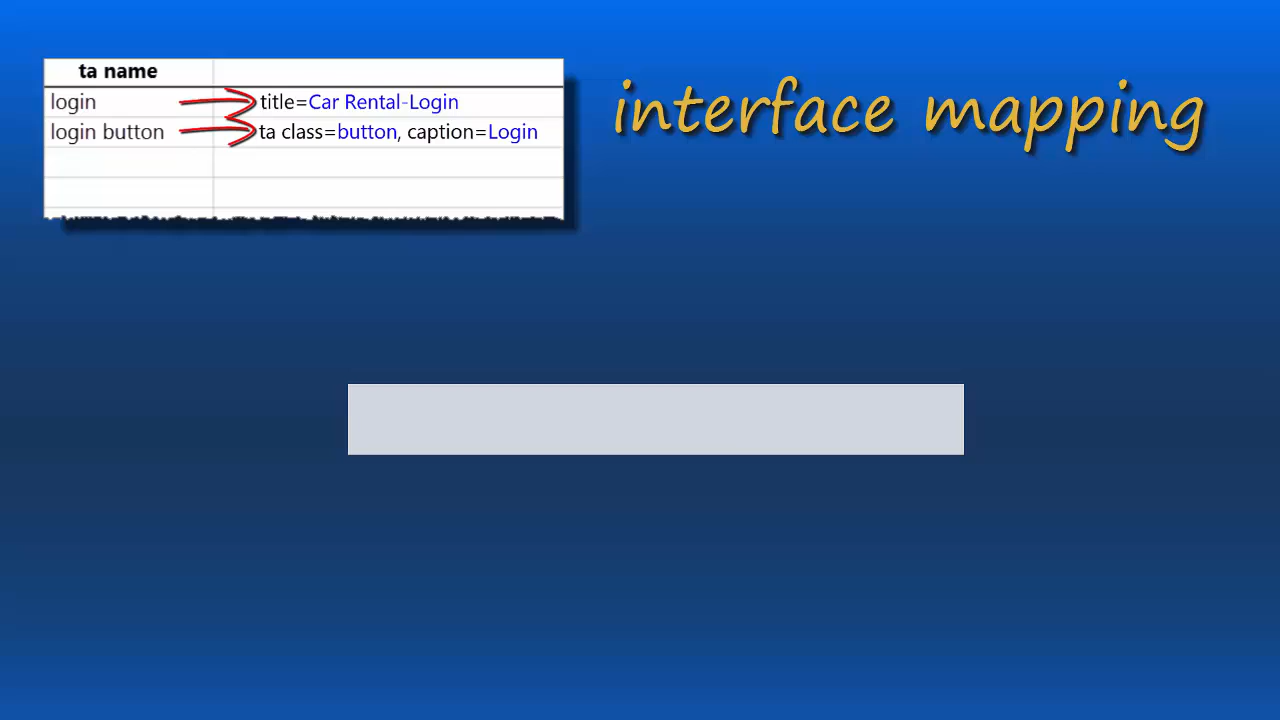 ta name
login title=Car Rental-Login
login button ta class=button, caption=Login
interface mapping